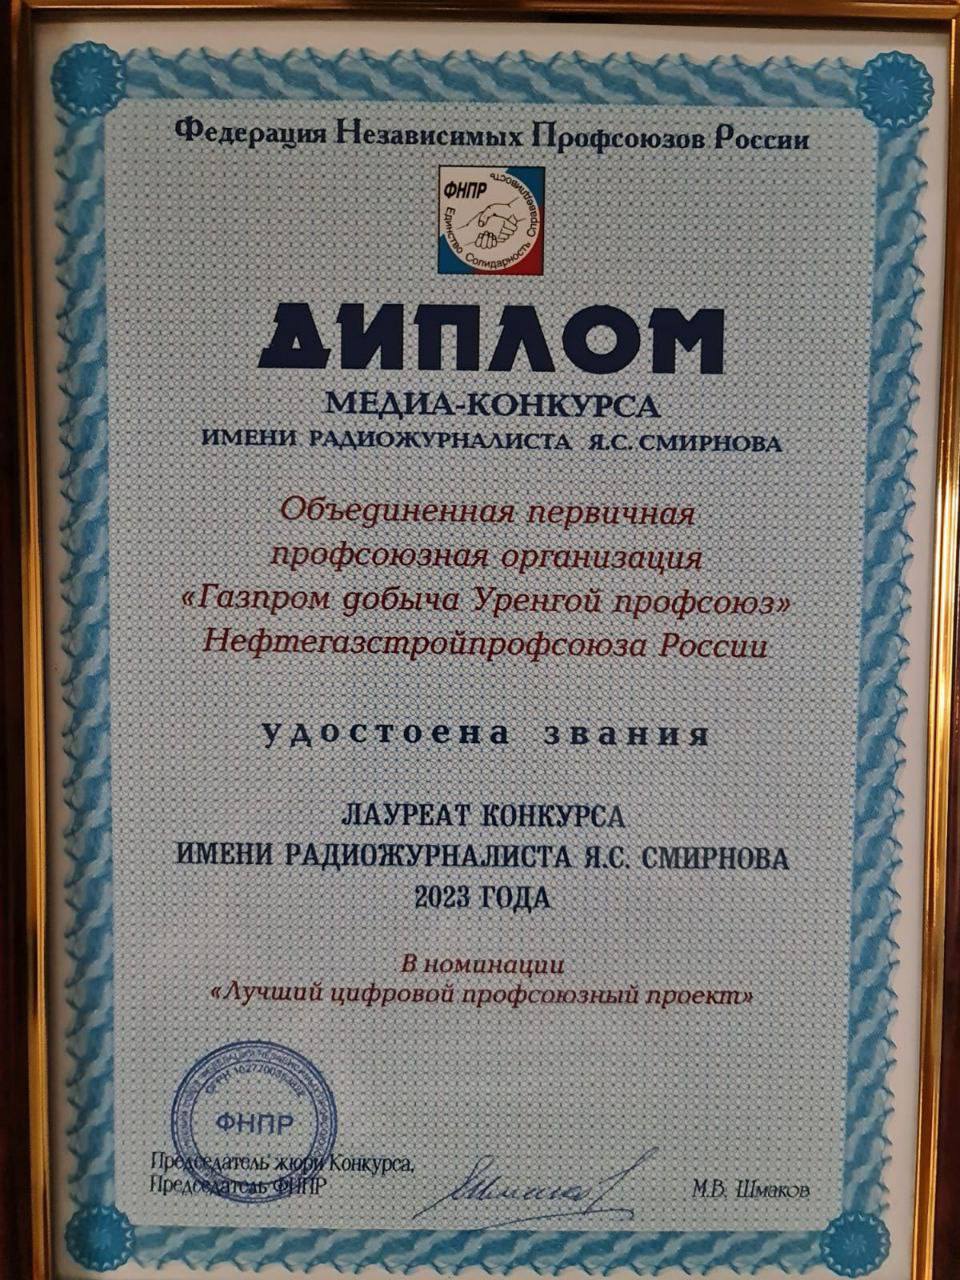 Федерация Независимых Профсоюзов России
ФНПР
Единство Солидарность Справедливость
ДИПЛОМ
МЕДИА-КОНКУРСА
ИМЕНИ РАДИОЖУРНАЛИСТА Я.С. СМИРНОВА
Объединенная первичная
профсоюзная организация
«Газпром добыча Уренгой профсоюз»
Нефтегазстройпрофсоюза России
удостоена звания
ЛАУРЕАТ КОНКУРСА
ИМЕНИ РАДИОЖУРНАЛИСТА Я.С. СМИРНОВА
2023 ГОДА
В номинации
«Лучший цифровой профсоюзный проект»
ФНПР
Председатель жюри Конкурса,
Председатель ФНПР
М.В. Шмаков